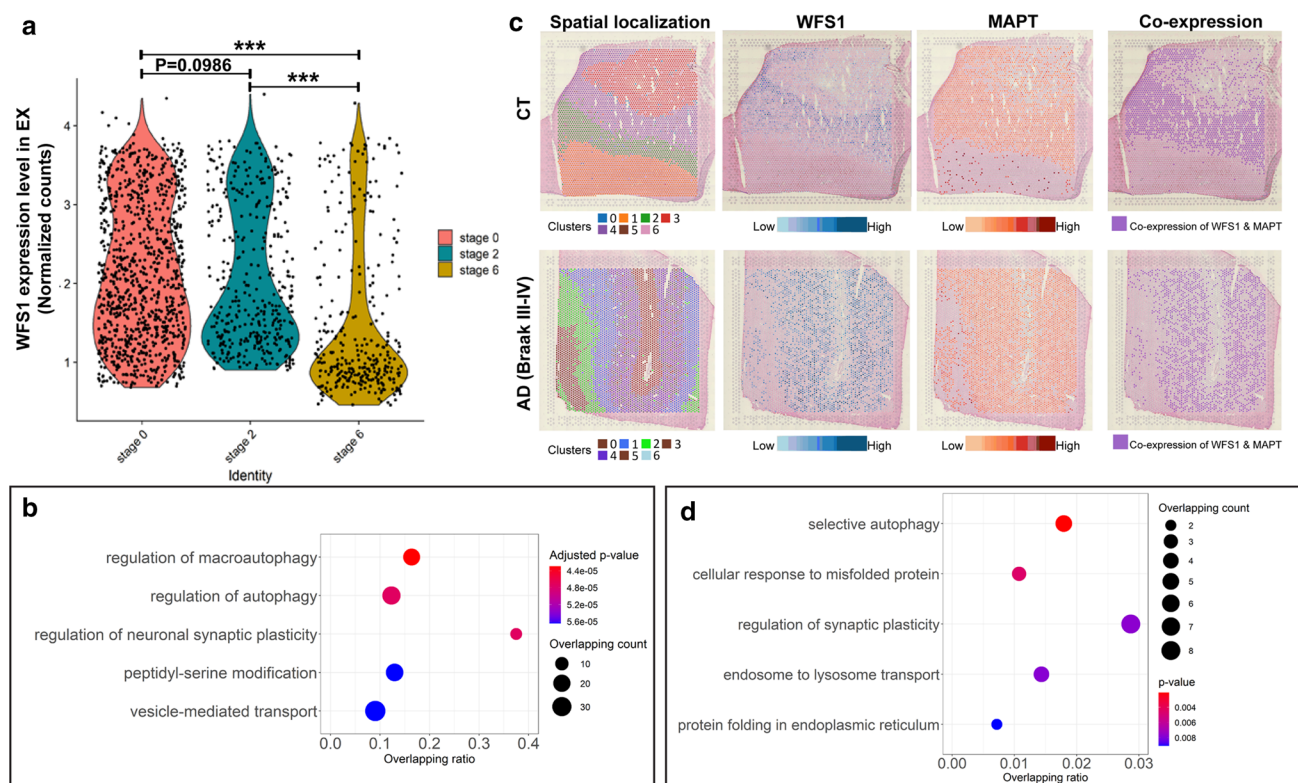 a
***
P=0.0986
***
WFS1 expression level in EX
(Normalized counts)
4
3
2
1
stage 0
stage 2
stage 6
Identity
stage 0
stage 2
stage 6
c
Spatial localization
WFS1
MAPT
Co-expression
CT
Clusters
0 1 2 3
4 5 6
Low High
Low High
Co-expression of WFS1 & MAPT
AD (Braak III-IV)
Clusters
0 1 2 3
4 5 6
Low High
Low High
Co-expression of WFS1 & MAPT
b
regulation of macroautophagy
regulation of autophagy
regulation of neuronal synaptic plasticity
peptidyl-serine modification
vesicle-mediated transport
0.0 0.1 0.2 0.3 0.4
Overlapping ratio
Adjusted p-value
4.4e-05
4.8e-05
5.2e-05
5.6e-05
Overlapping count
10
20
30
d
selective autophagy
cellular response to misfolded protein
regulation of synaptic plasticity
endosome to lysosome transport
protein folding in endoplasmic reticulum
0.00 0.01 0.02 0.03
Overlapping ratio
Overlapping count
2
3
4
5
6
7
8
p-value
0.004
0.006
0.008